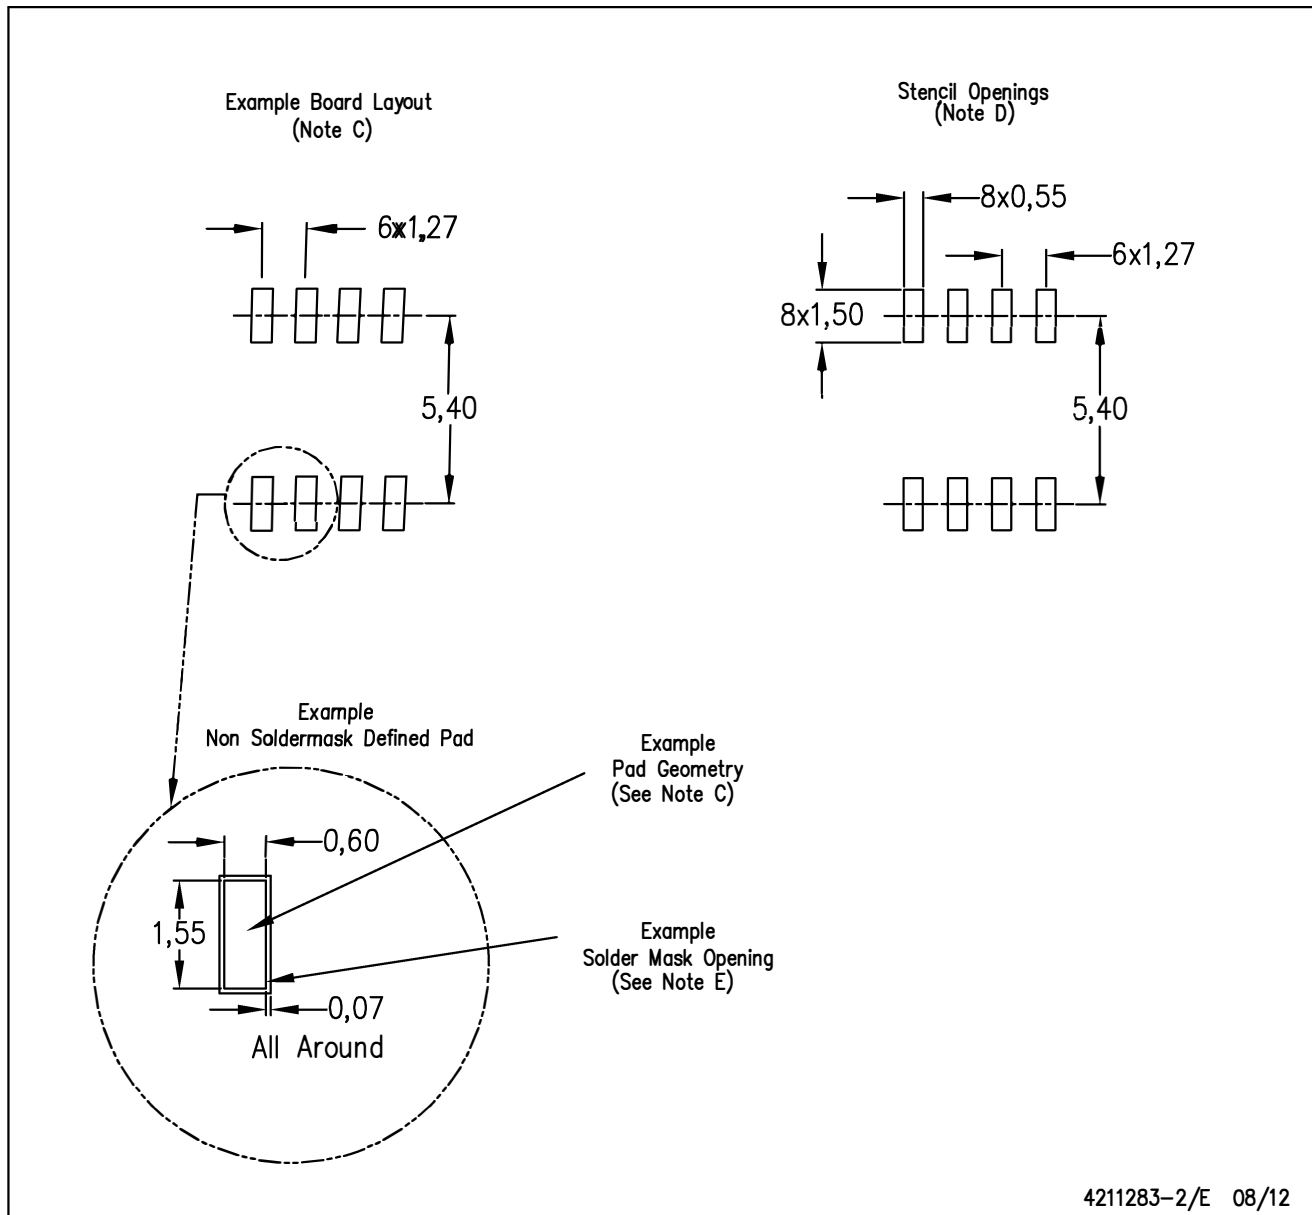 Example Board Layout
(Note C)
Stencil Openings
(Note D)
6x1,27
8x0,55
6x1,27
8x1,50
5,40
5,40
Example
Non Soldermask Defined Pad
Example
Pad Geometry
(See Note C)
0,60
1,55
Example
Solder Mask Opening
(See Note E)
0,07
All Around
4211283-2/E 08/12